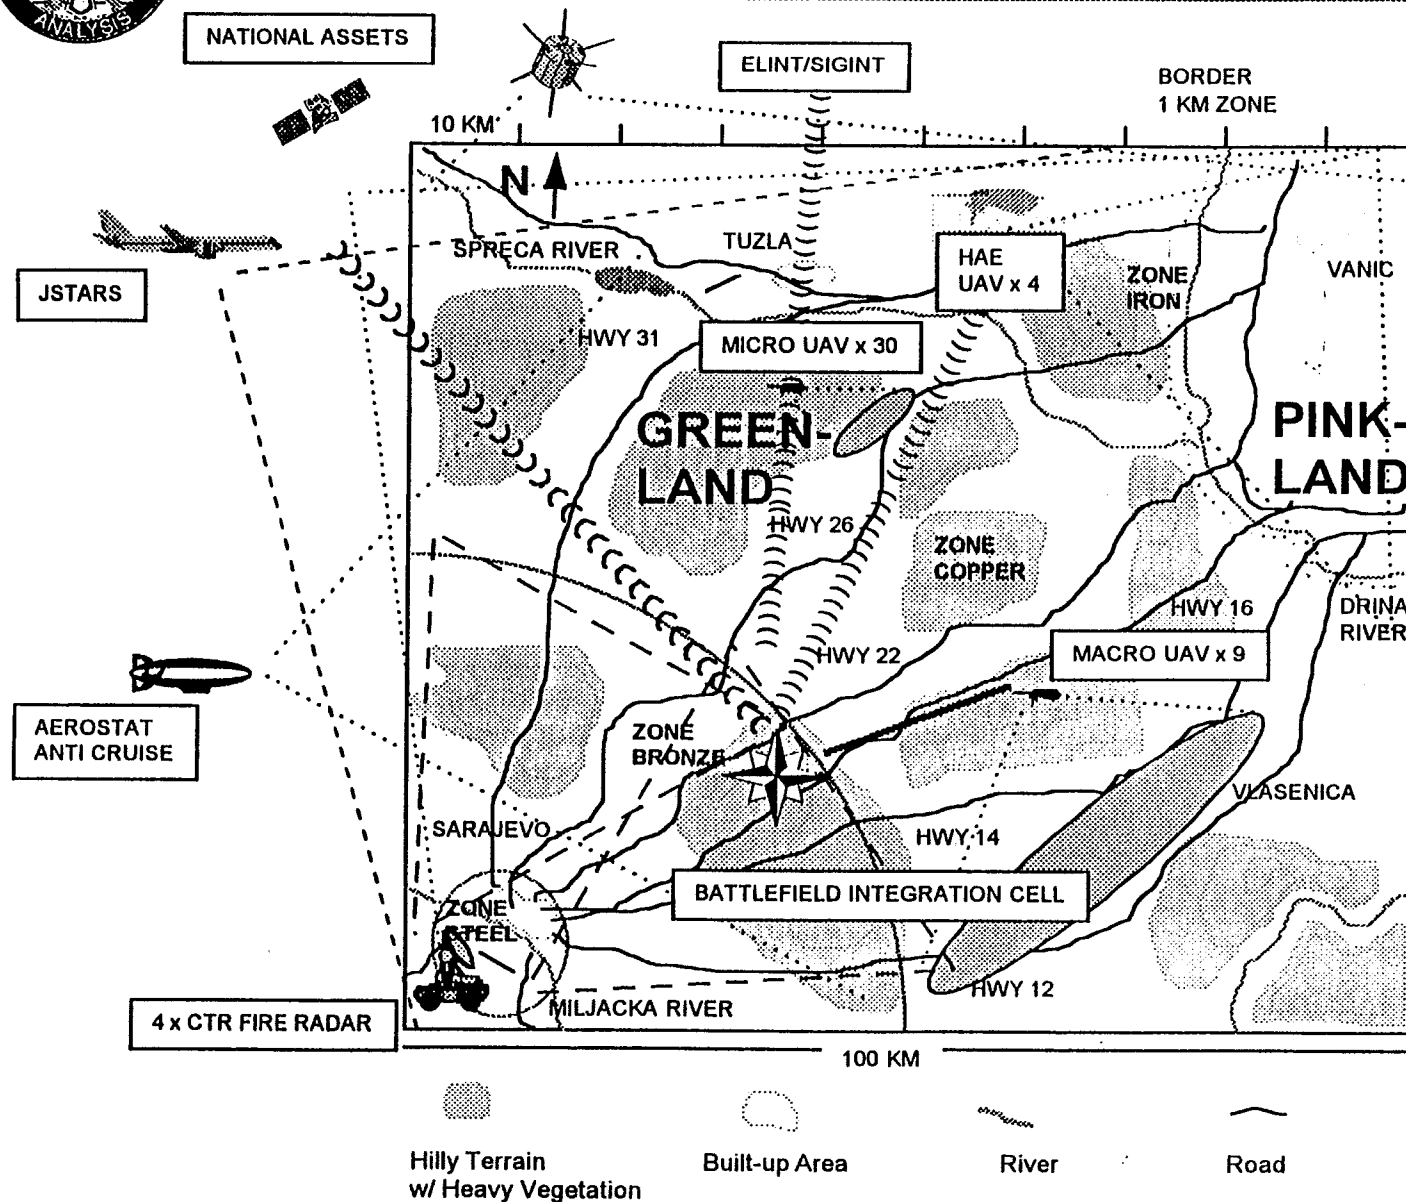 ANALYSIS
NATIONAL ASSETS
ELINT/SIGINT
BORDER
1 KM ZONE
10 KM
N
SPRECA RIVER
TUZLA
HAE
UAV x 4
ZONE
IRON
VANIC
JSTARS
HWY 31
MICRO UAV x 30
GREEN-
LAND
PINK-
LAND
HWY 26
ZONE
COPPER
HWY 16
DRINA
RIVER
HWY 22
MACRO UAV x 9
AEROSTAT
ANTI CRUISE
ZONE
BRONZE
VLASENICA
SARAJEVO
HWY 14
BATTLEFIELD INTEGRATION CELL
ZONE
STEEL
HWY 12
MILJACKA RIVER
4 x CTR FIRE RADAR
100 KM
Hilly Terrain
w/ Heavy Vegetation
Built-up Area
River
Road